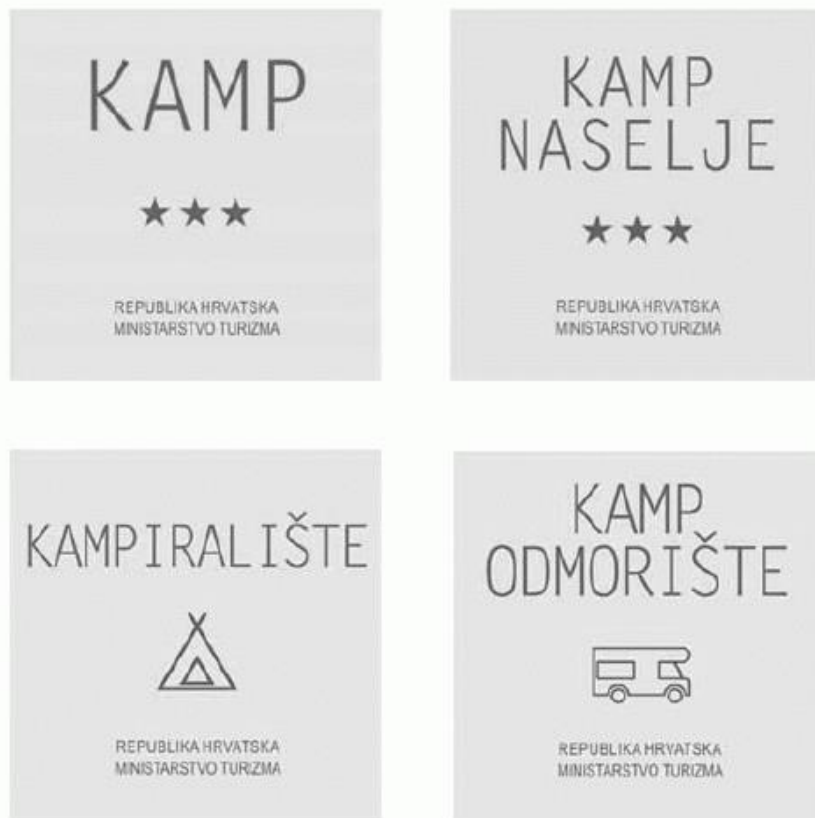 KAMP
★★★
REPUBLIKA HRVATSKA
MINISTARSTVO TURIZMA
KAMP
NASELJE
★★★
REPUBLIKA HRVATSKA
MINISTARSTVO TURIZMA
KAMPIRALIŠTE
REPUBLIKA HRVATSKA
MINISTARSTVO TURIZMA
KAMP
ODMORIŠTE
REPUBLIKA HRVATSKA
MINISTARSTVO TURIZMA